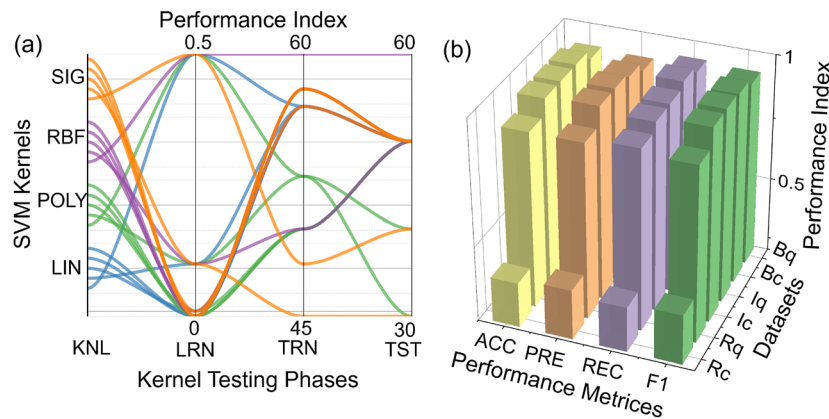 Performance Index
(a)
0.5
60
60
SIG
RBF
POLY
LIN
SVM Kernels
0
45
30
KNL
LRN
TRN
TST
Kernel Testing Phases
(b)
1
0.5
Performance Index
Bq
Bc
Iq
Ic
Rq
Rc
Datasets
ACC
PRE
REC
F1
Performance Metrices